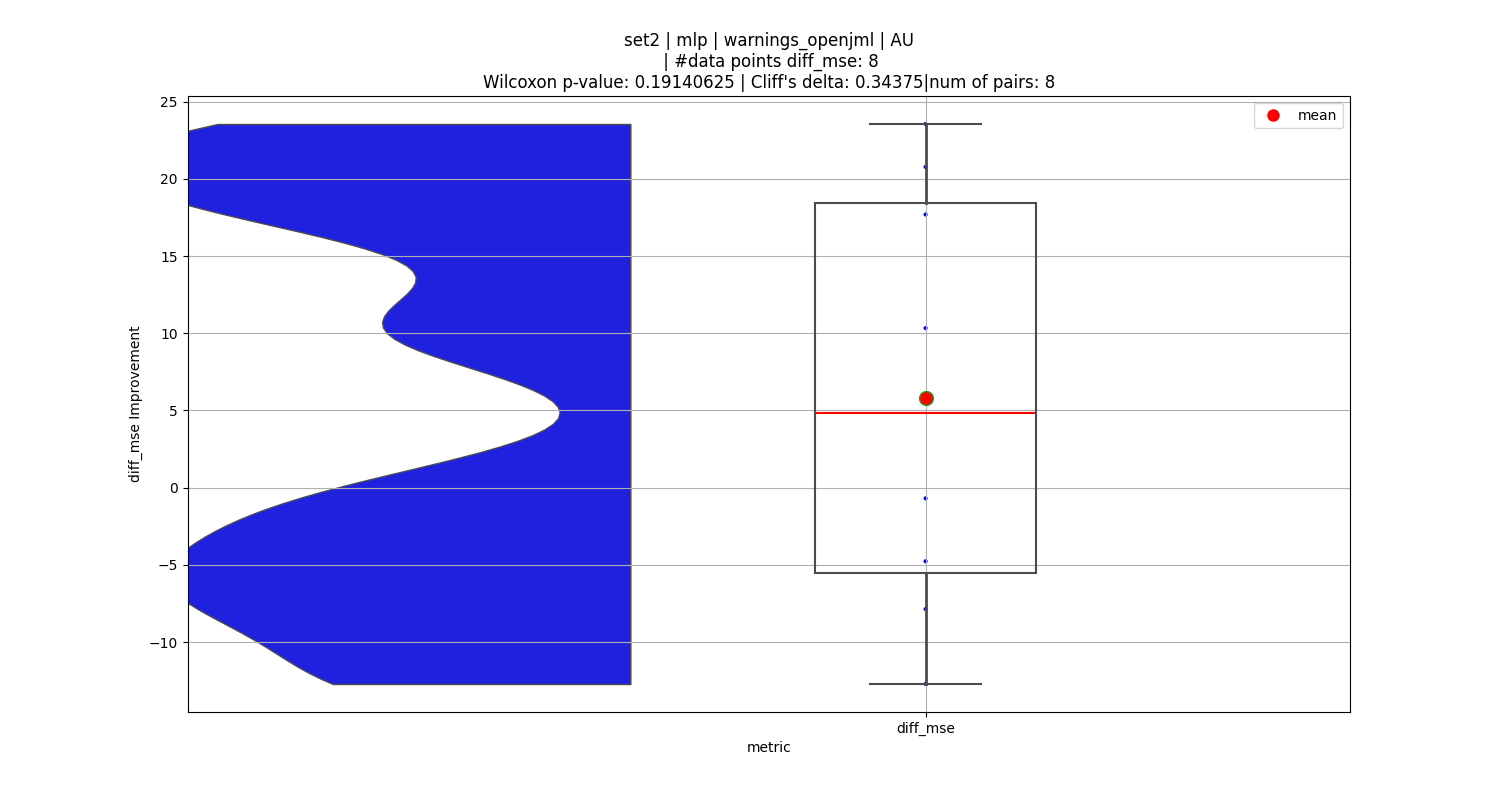 set2 | mlp | warnings_openjml | AU
| #data points diff_mse: 8
Wilcoxon p-value: 0.19140625 | Cliff's delta: 0.34375|num of pairs: 8
mean
25
20
15
10
5
0
−5
−10
diff_mse Improvement
diff_mse
metric